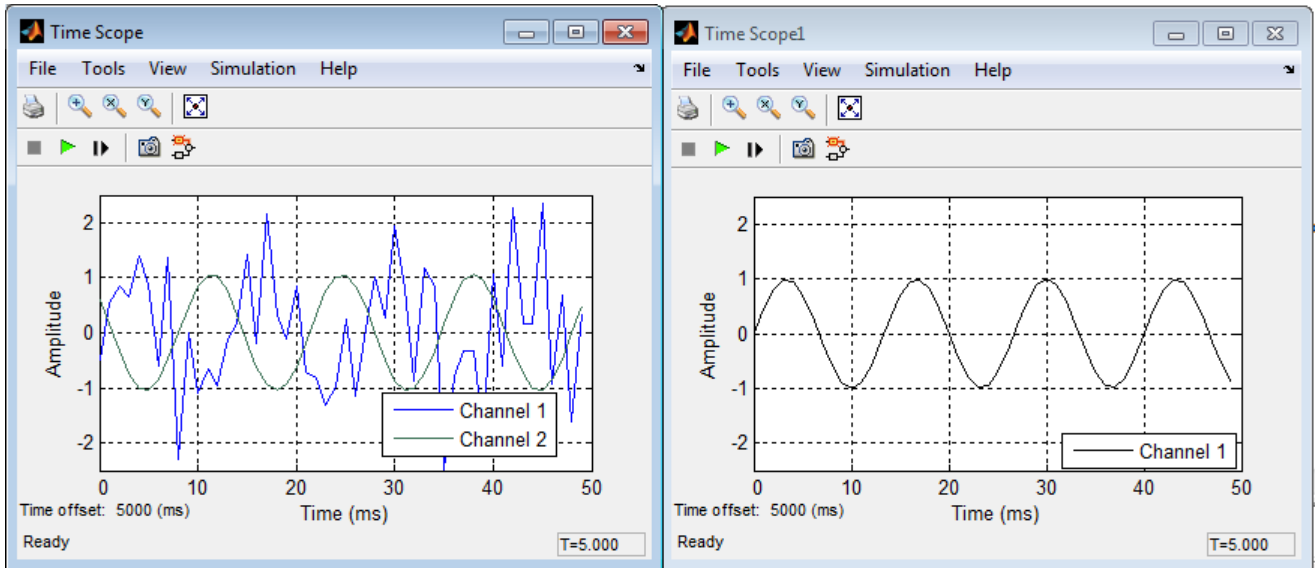 Time Scope
File Tools View Simulation Help
2
1
0
-1
-2
Amplitude
Channel 1
Channel 2
0 10 20 30 40 50
Time offset: 5000 (ms)
Time (ms)
Ready
T=5.000
Time Scope1
File Tools View Simulation Help
2
1
0
-1
-2
Amplitude
Channel 1
0 10 20 30 40 50
Time offset: 5000 (ms)
Time (ms)
Ready
T=5.000